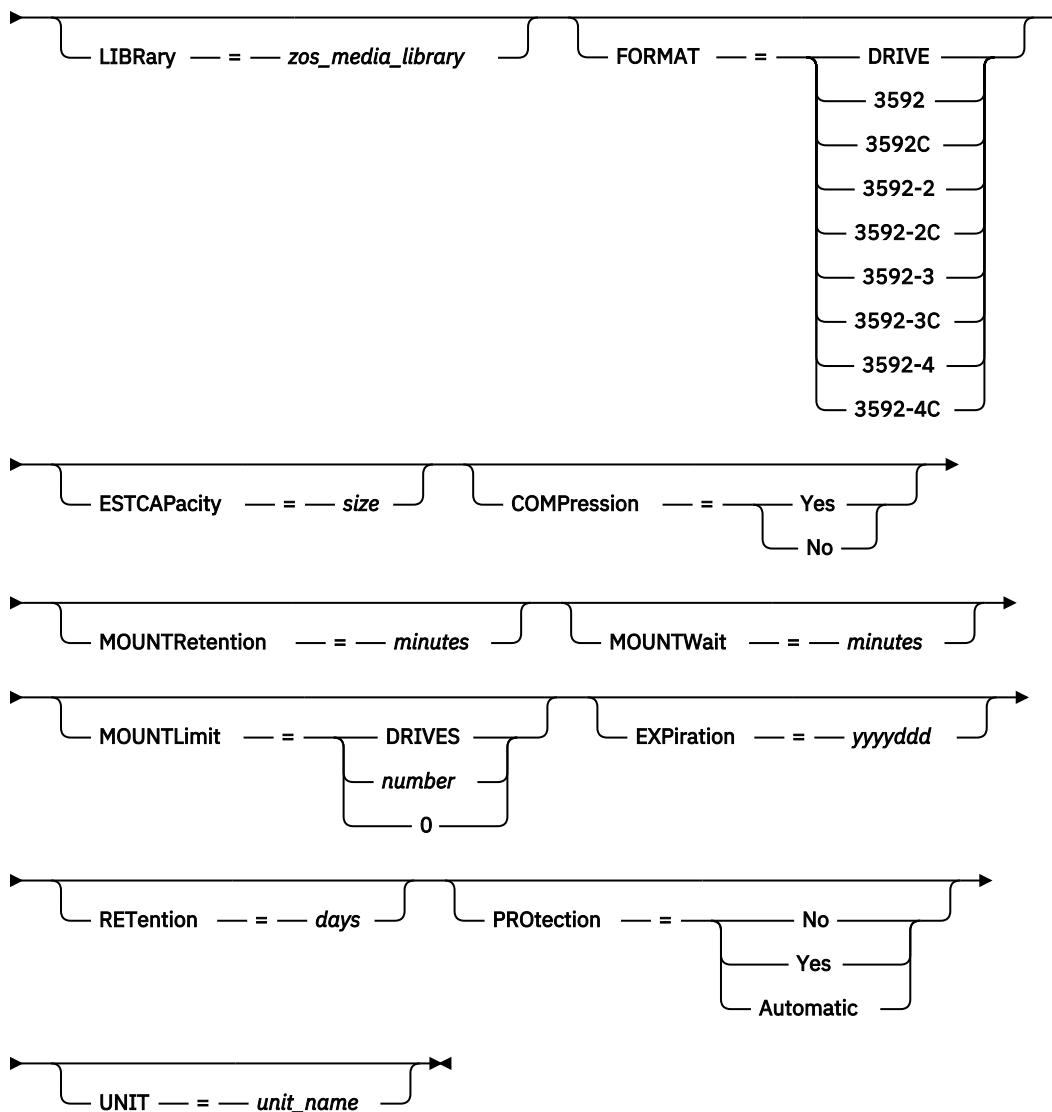 LIBRary — = — zos_media_library FORMAT — = DRIVE
3592
3592C
3592-2
3592-2C
3592-3
3592-3C
3592-4
3592-4C
ESTCAPacity — = — size COMPression — = Yes
No
MOUNTRetention — = — minutes MOUNTWait — = — minutes
MOUNTLimit — = DRIVES EXPiration — = — yyyyddd
number
0
RETention — = — days PROtection — = No
Yes
Automatic
UNIT — = — unit_name